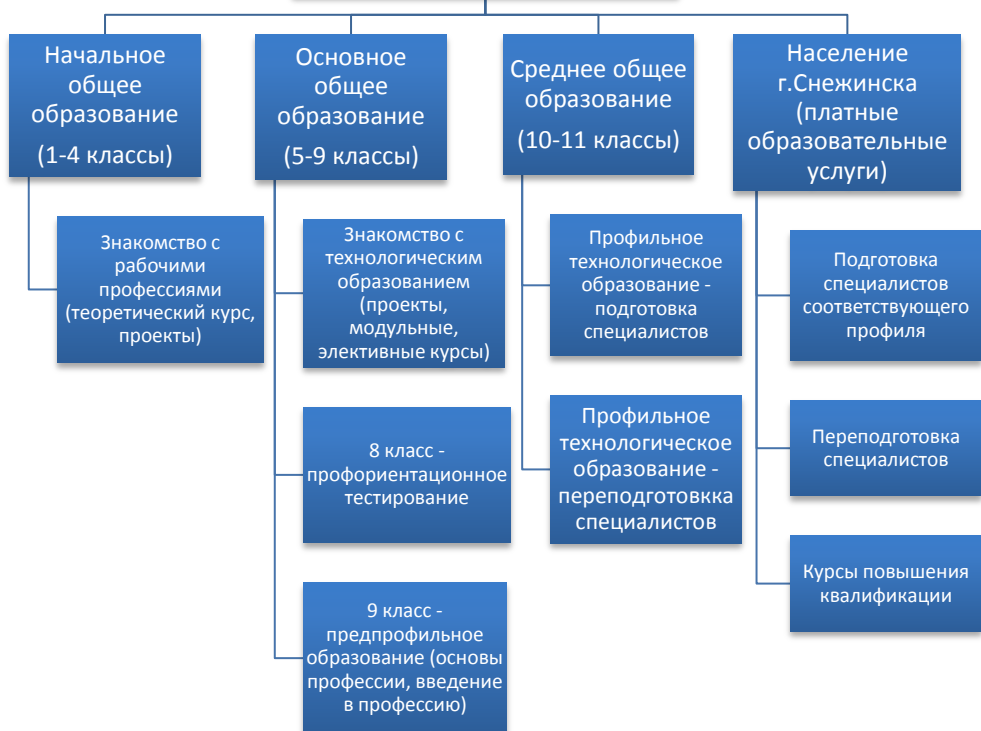 Начальное
общее
образование
(1-4 классы)
Знакомство с
рабочими
профессиями
(теоретический курс,
проекты)
Основное
общее
образование
(5-9 классы)
Знакомство с
технологическим
образованием
(проекты,
модульные,
элективные курсы)
8 класс -
профориентационное
тестирование
9 класс -
предпрофильное
образование (основы
профессии, введение
в профессию)
Среднее общее
образование
(10-11 классы)
Профильное
технологическое
образование -
подготовка
специалистов
Профильное
технологическое
образование -
переподготовкка
специалистов
Население
г.Снежинска
(платные
образовательные
услуги)
Подготовка
специалистов
соответствующего
профиля
Переподготовка
специалистов
Курсы повышения
квалификации